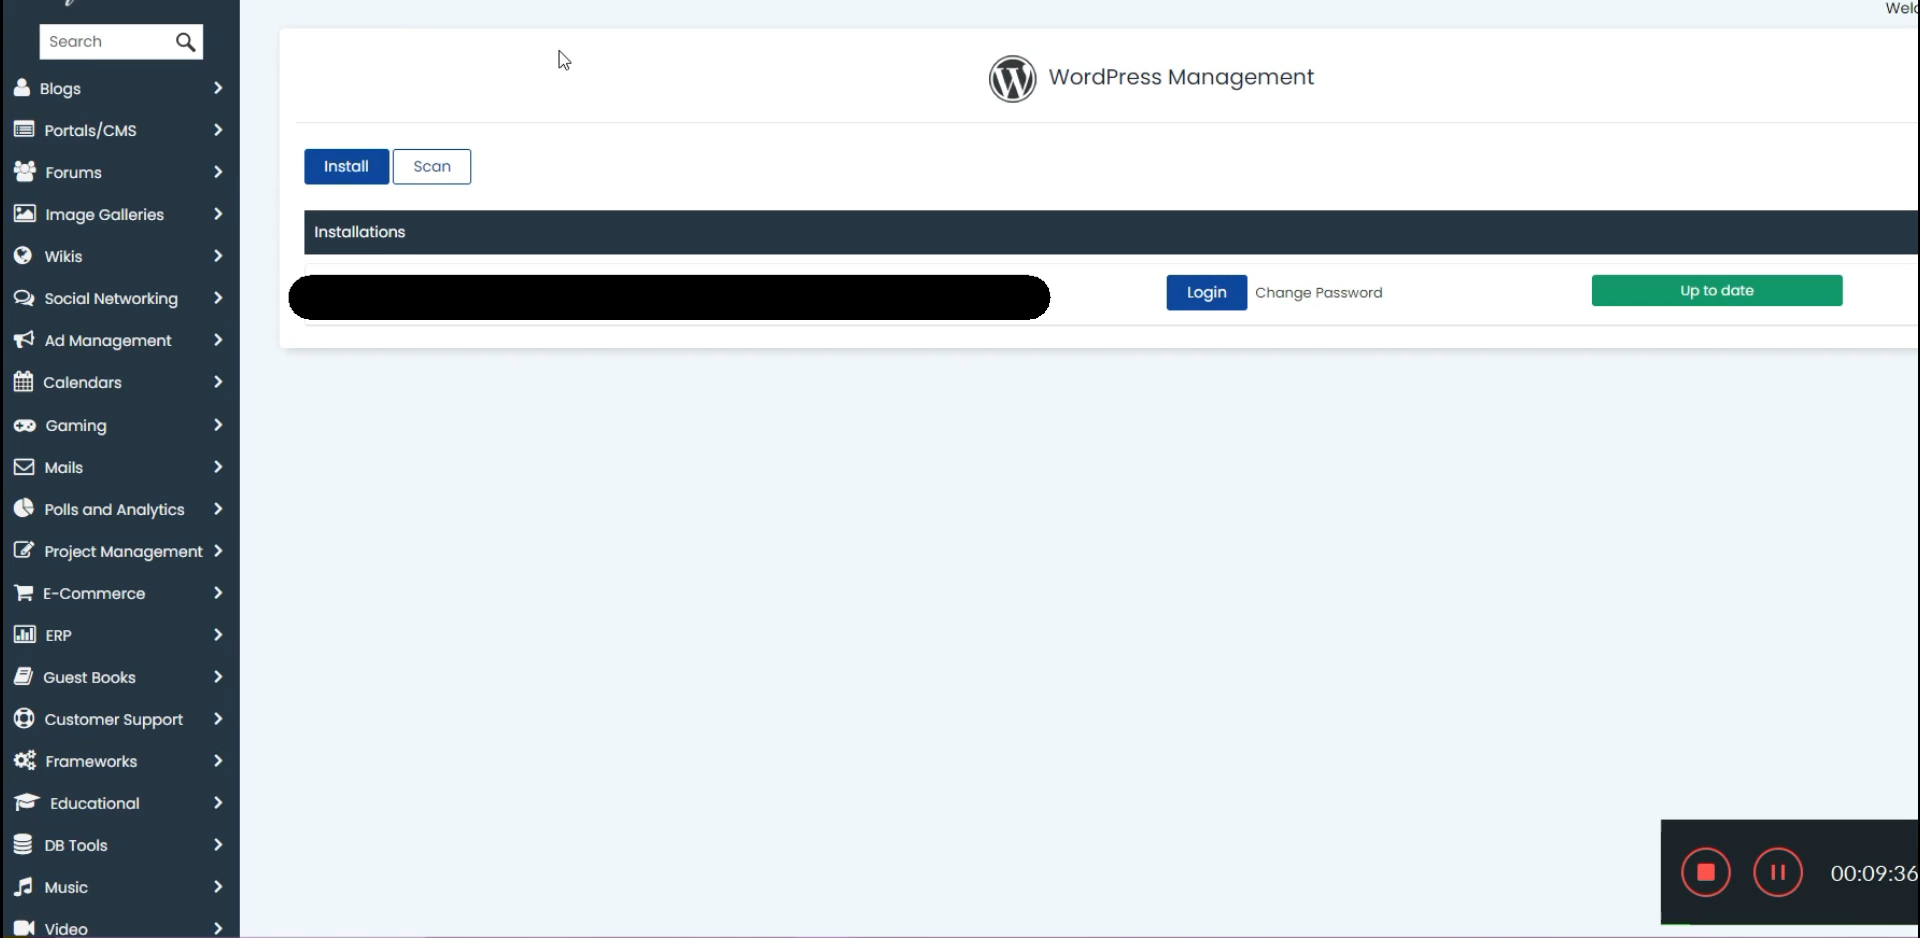 Search
Blogs
Portals/CMS
Forums
Image Galleries
Wikis
Social Networking
Ad Management
Calendars
Gaming
Mails
Polls and Analytics
Project Management
E-Commerce
ERP
Guest Books
Customer Support
Frameworks
Educational
DB Tools
Music
Video
WordPress Management
Install Scan
Installations
Login Change Password Up to date
00:09:36